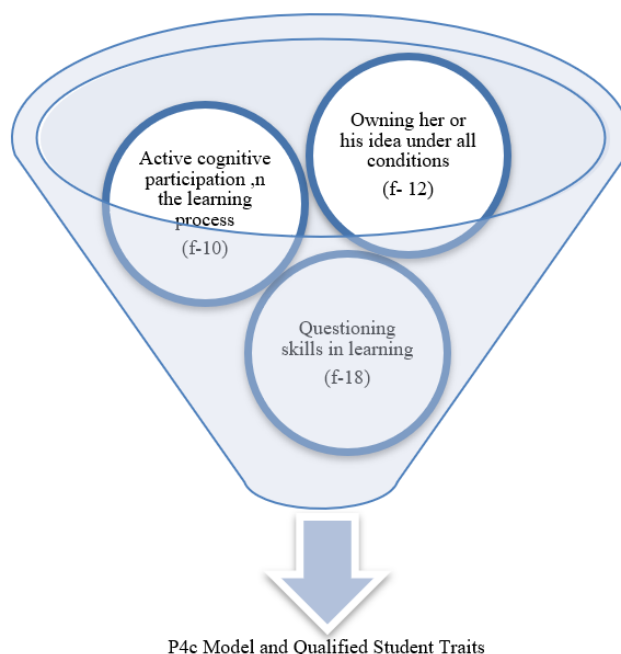 Active cognitive
participation ,n
the learning
process
(f-10)
Owning her or
his idea under all
conditions
(f- 12)
Questioning
skills in learning
(f-18)
P4c Model and Qualified Student Traits